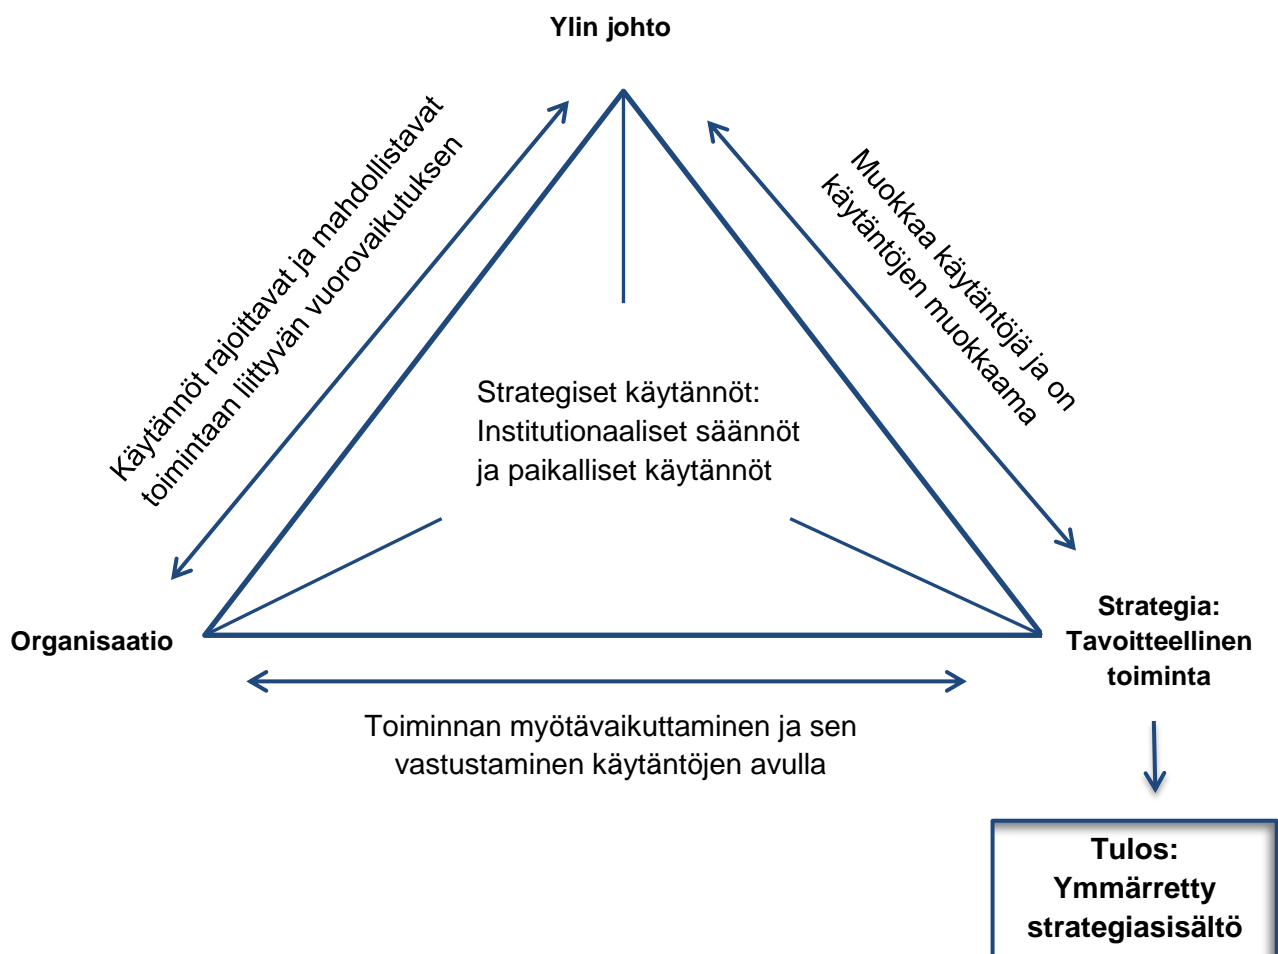 Ylin johto
Käytännöt rajoittavat ja mahdollistavat
toimintaan liittyvän vuorovaikutuksen
Muokkaa käytäntöjä ja on
käytäntöjen muokkaama
Strategiset käytännöt:
Institutionaaliset säännöt
ja paikalliset käytännöt
Organisaatio
Strategia:
Tavoitteellinen
toiminta
Toiminnan myötävaikuttaminen ja sen
vastustaminen käytäntöjen avulla
Tulos:
Ymmärretty
strategiasisältö